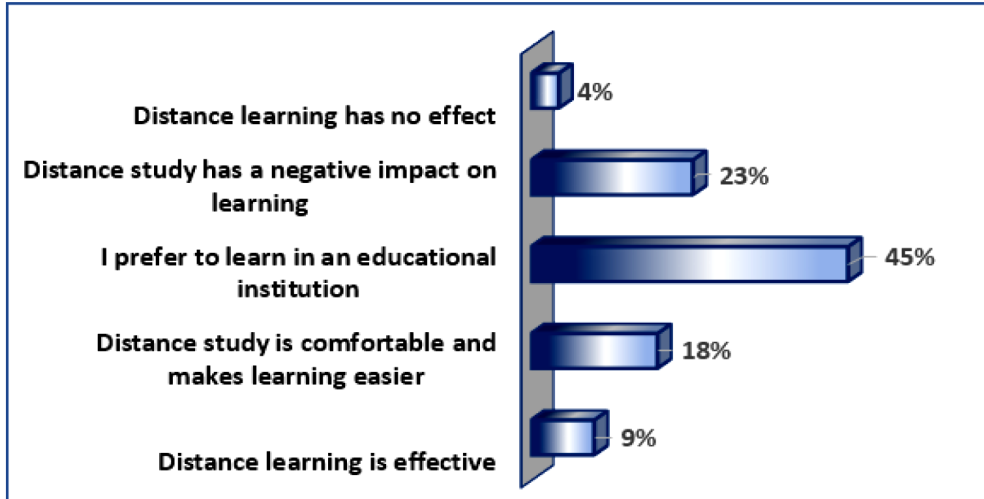 4%
Distance learning has no effect
Distance study has a negative impact on
learning
23%
I prefer to learn in an educational
institution
45%
Distance study is comfortable and
makes learning easier
18%
9%
Distance learning is effective